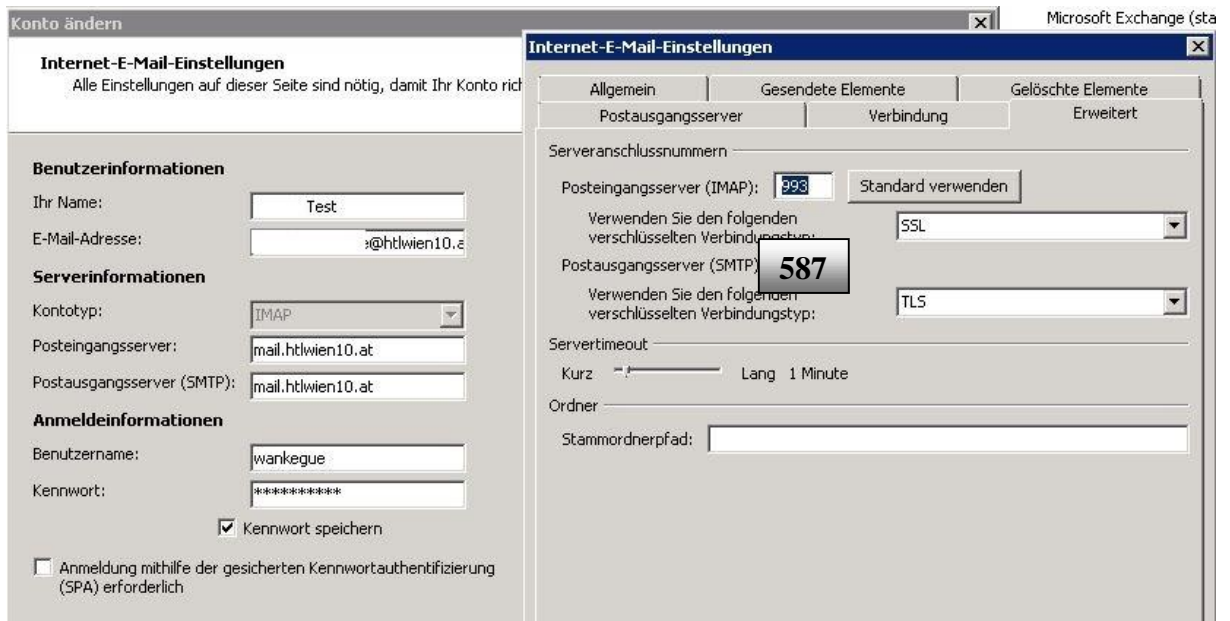 Konto ändern
Internet-E-Mail-Einstellungen
Alle Einstellungen auf dieser Seite sind nötig, damit Ihr Konto
Benutzerinformationen
Ihr Name:
Test
E-Mail-Adresse:
@htlwien10.a
Serverinformationen
Kontotyp:
IMAP
Posteingangsserver:
mail.htlwien10.at
Postausgangsserver (SMTP):
mail.htlwien10.at
Anmeldeinformationen
Benutzername:
wankegue
Kennwort:
**********
Kennwort speichern
Anmeldung mithilfe der gesicherten Kennwortauthentifizierung
(SPA) erforderlich
Microsoft Exchange (sta
Internet-E-Mail-Einstellungen
Allgemein
Gesendete Elemente
Gelöschte Elemente
Postausgangsserver
Verbindung
Erweitert
Serveranschlussnummern
Posteingangsserver (IMAP):
993
Standard verwenden
Verwenden Sie den folgenden
verschlüsselten Verbindungstyp:
SSL
Postausgangsserver (SMTP)
587
Verwenden Sie den folgenden
verschlüsselten Verbindungstyp:
TLS
Servertimeout
Kurz
Lang 1 Minute
Ordner
Stammordnerpfad: